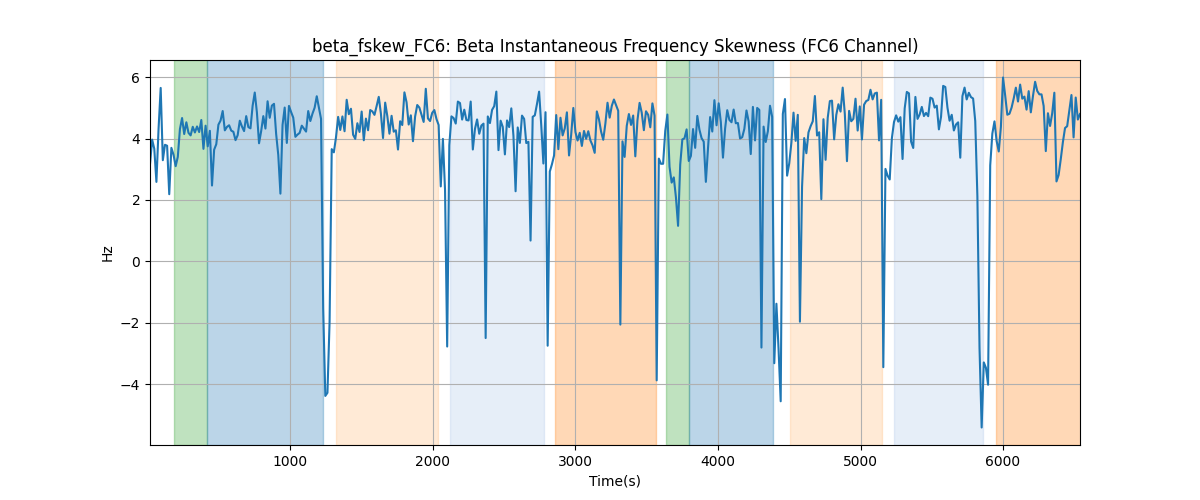 beta_fskew_FC6: Beta Instantaneous Frequency Skewness (FC6 Channel)
6
4
2
0
−2
−4
Hz
1000 2000 3000 4000 5000 6000
Time(s)